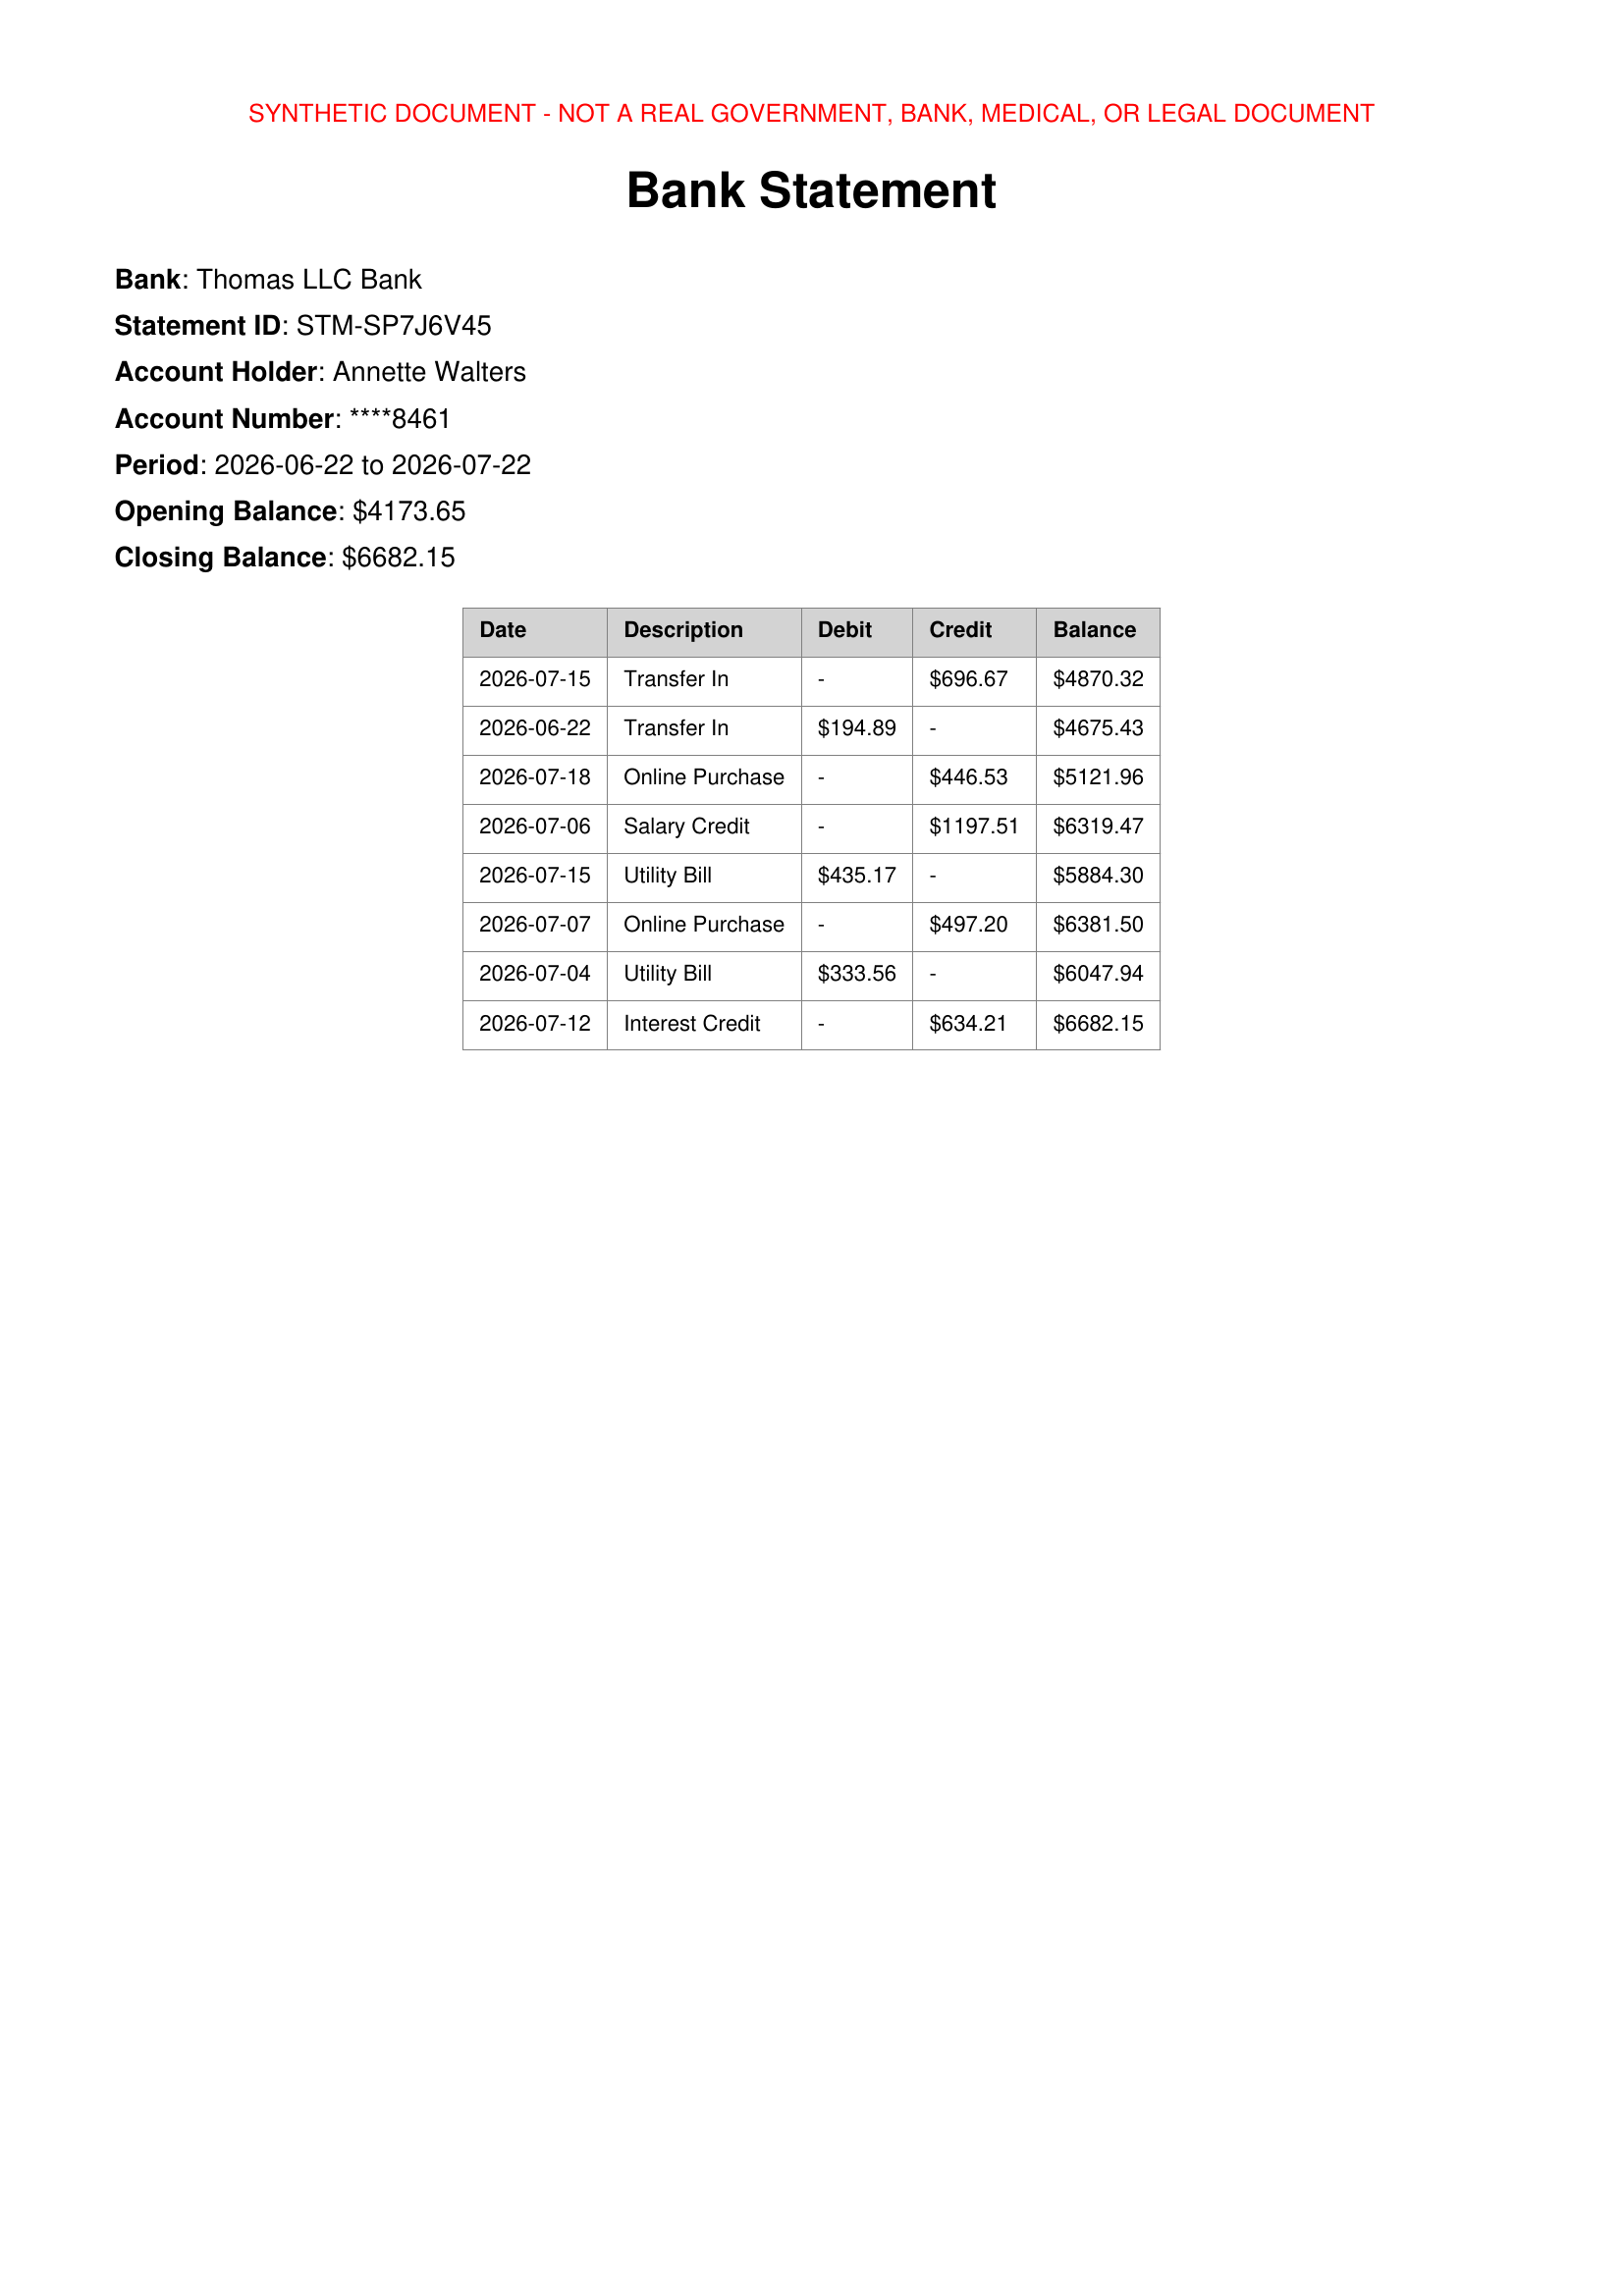 SYNTHETIC DOCUMENT - NOT A REAL GOVERNMENT, BANK, MEDICAL, OR LEGAL DOCUMENT
Bank Statement
Bank: Thomas LLC Bank
Statement ID: STM-SP7J6V45
Account Holder: Annette Walters
Account Number: ****8461
Period: 2026-06-22 to 2026-07-22
Opening Balance: $4173.65
Closing Balance: $6682.15
Date Description Debit Credit Balance
2026-07-15 Transfer In - $696.67 $4870.32
2026-06-22 Transfer In $194.89 - $4675.43
2026-07-18 Online Purchase - $446.53 $5121.96
2026-07-06 Salary Credit - $1197.51 $6319.47
2026-07-15 Utility Bill $435.17 - $5884.30
2026-07-07 Online Purchase - $497.20 $6381.50
2026-07-04 Utility Bill $333.56 - $6047.94
2026-07-12 Interest Credit - $634.21 $6682.15